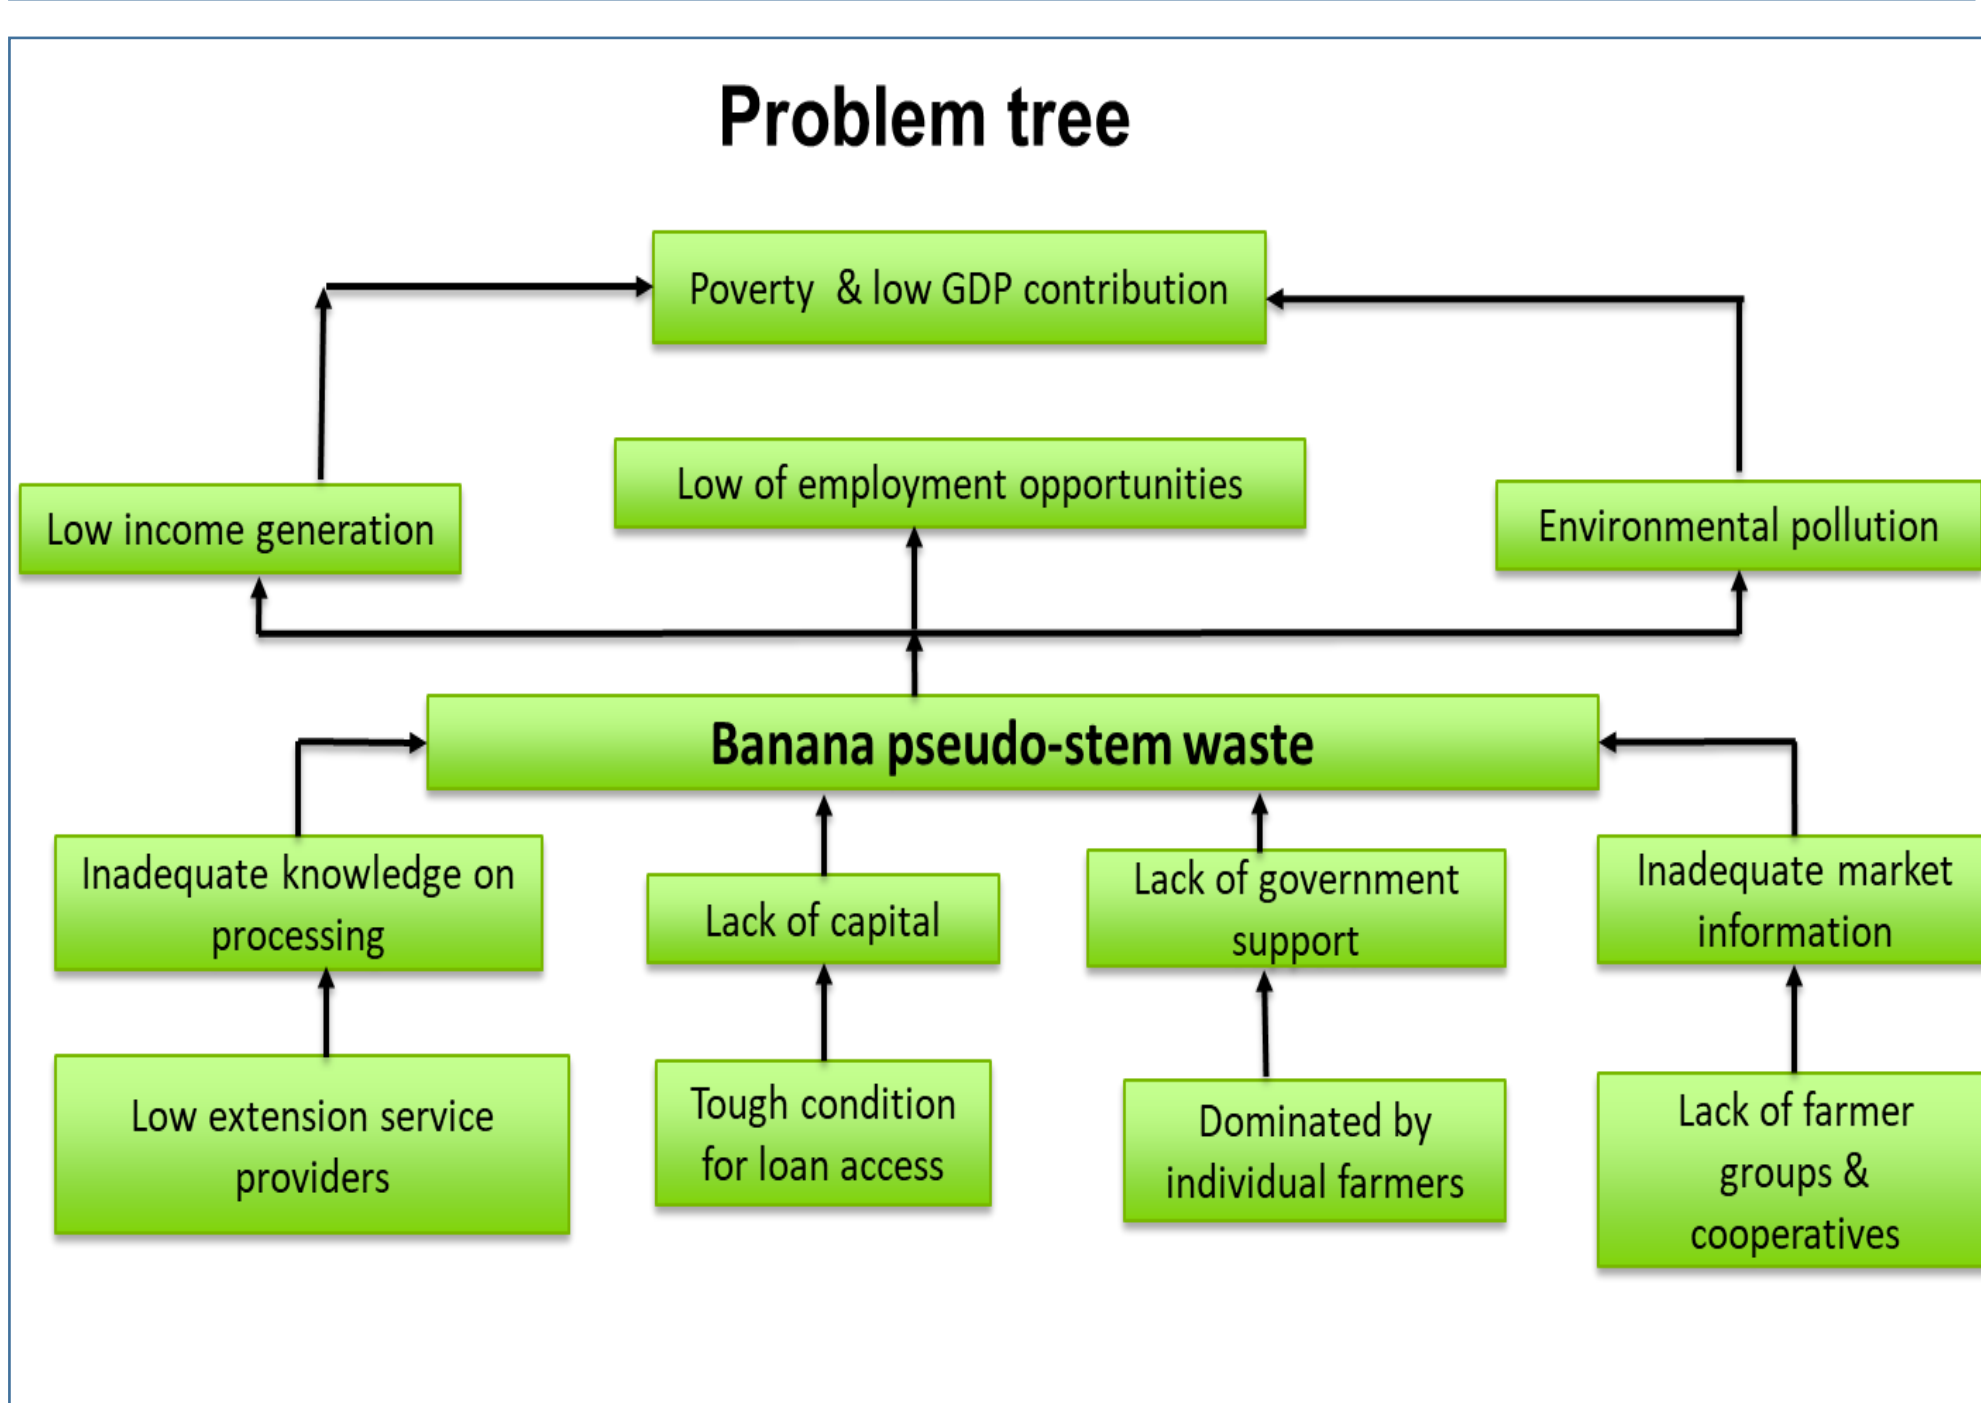 Problem tree
Poverty & low GDP contribution
Low of employment opportunities
Low income generation
Environmental pollution
Banana pseudo-stem waste
Inadequate knowledge on
processing
Lack of capital
Lack of government
support
Inadequate market
information
Low extension service
providers
Tough condition
for loan access
Dominated by
individual farmers
Lack of farmer
groups &
cooperatives